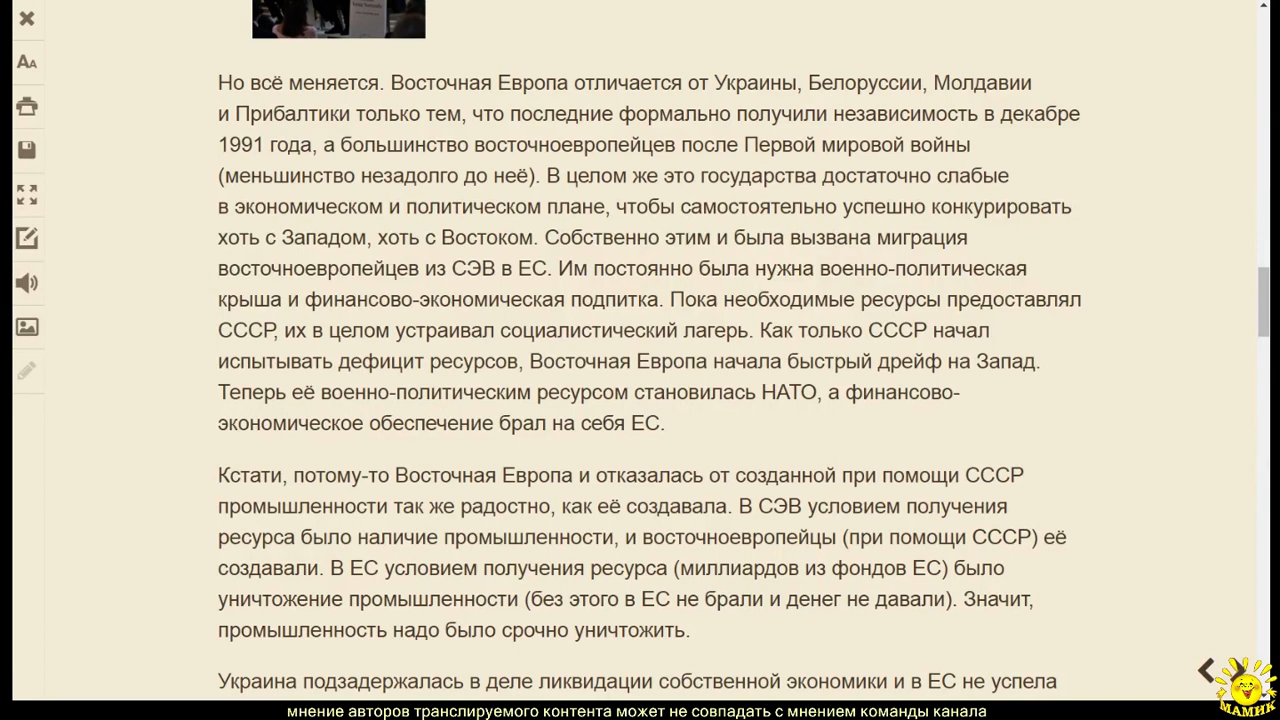 Но всё меняется. Восточная Европа отличается от Украины, Белоруссии, Молдавии
и Прибалтики только тем, что последние формально получили независимость в декабре
1991 года, а большинство восточноевропейцев после Первой мировой войны
(меньшинство незадолго до неё). В целом же это государства достаточно слабые
в экономическом и политическом плане, чтобы самостоятельно успешно конкурировать
хоть с Западом, хоть с Востоком. Собственно этим и была вызвана миграция
восточноевропейцев из СЭВ в ЕС. Им постоянно была нужна военно-политическая
крыша и финансово-экономическая подпитка. Пока необходимые ресурсы предоставлял
СССР, их в целом устраивал социалистический лагерь. Как только СССР начал
испытывать дефицит ресурсов, Восточная Европа начала быстрый дрейф на Запад.
Теперь её военно-политическим ресурсом становилась НАТО, а финансово-
экономическое обеспечение брал на себя ЕС.
Кстати, потому-то Восточная Европа и отказалась от созданной при помощи СССР
промышленности так же радостно, как её создавала. В СЭВ условием получения
ресурса было наличие промышленности, и восточноевропейцы (при помощи СССР) её
создавали. В ЕС условием получения ресурса (миллиардов из фондов ЕС) было
уничтожение промышленности (без этого в ЕС не брали и денег не давали). Значит,
промышленность надо было срочно уничтожить.
Украина подзадержалась в деле ликвидации собственной экономики и в ЕС не успела
МАМИК
мнение авторов транслируемого контента может не совпадать с мнением команды канала